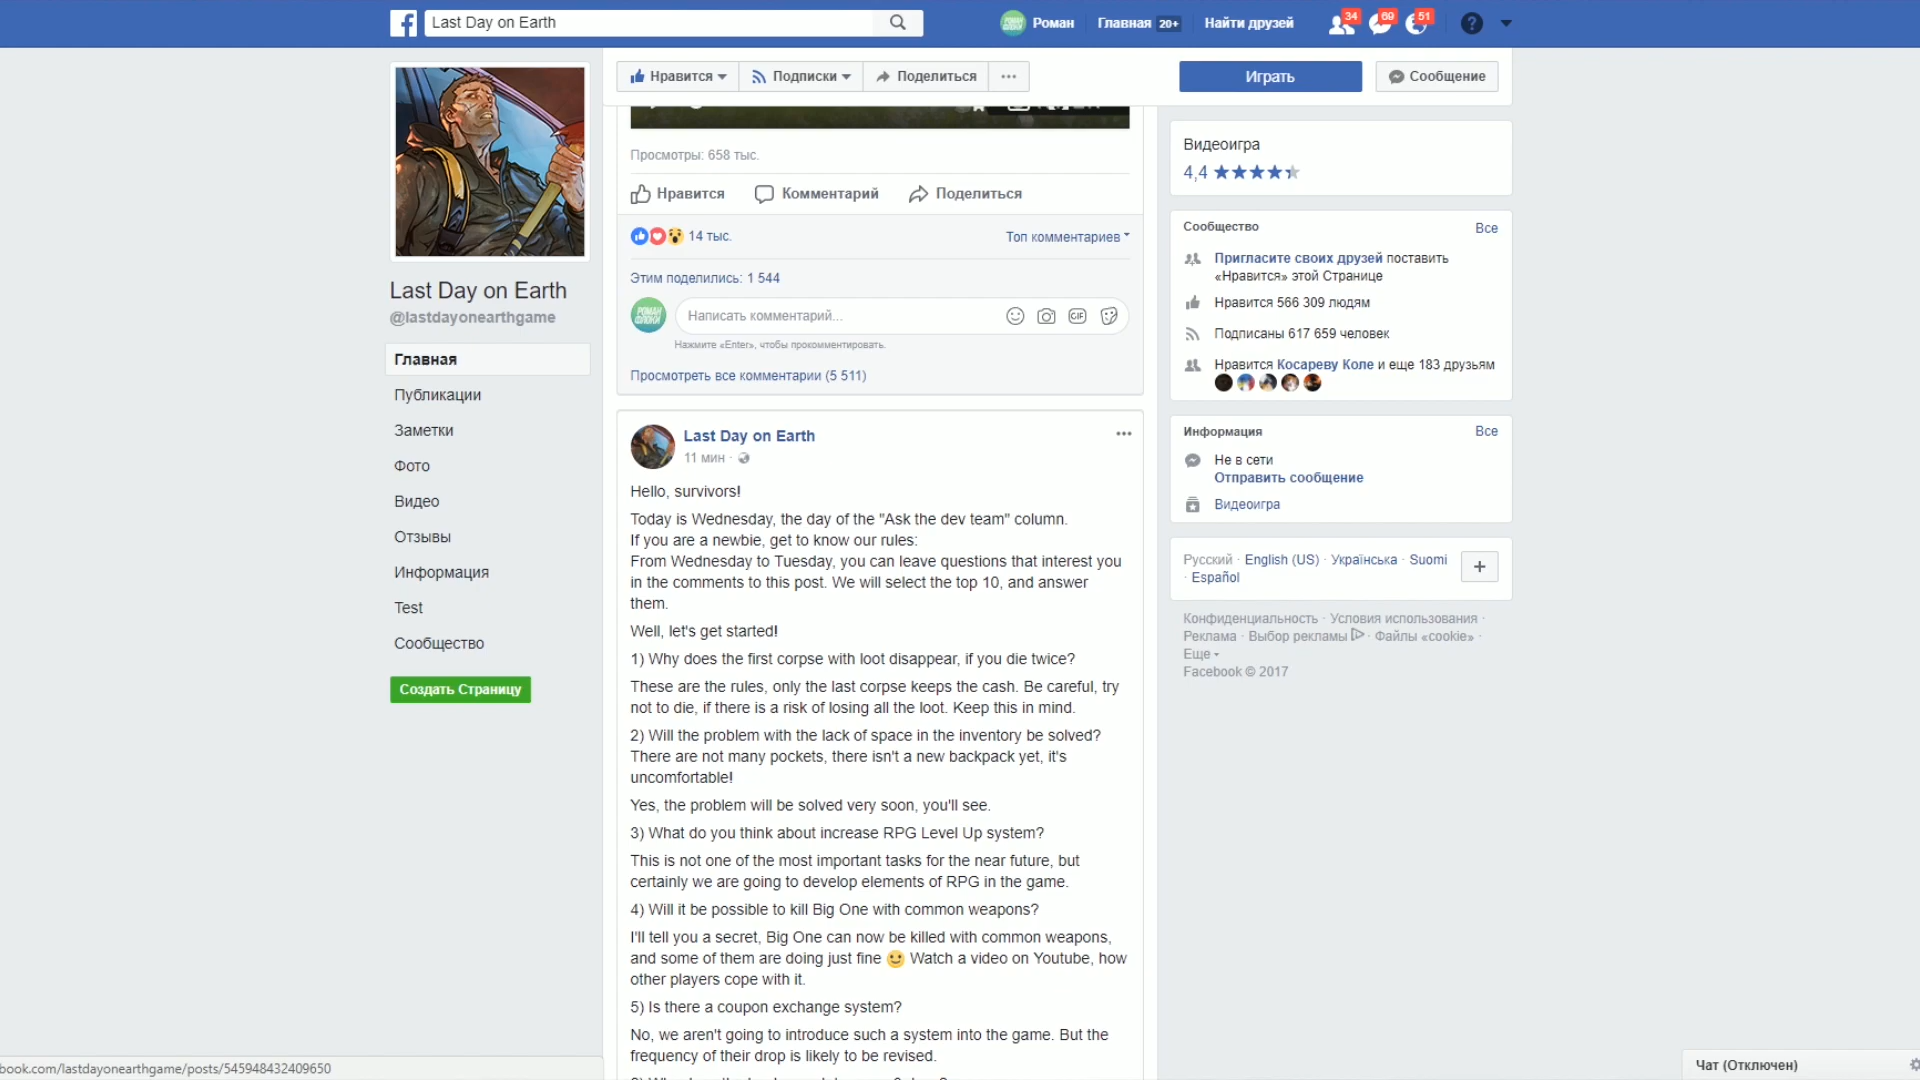 Last Day on Earth
Роман
Главная 20+
Найти друзей
34
69
51
?
Нравится
Подписки
Поделиться
Играть
Сообщение
Просмотры: 658 тыс.
Нравится
Комментарий
Поделиться
14 тыс.
Топ комментариев
Этим поделились: 1 544
Написать комментарий...
GIF
Нажмите «Enter», чтобы прокомментировать.
Просмотреть все комментарии (5 511)
Last Day on Earth
@lastdayonearthgame
Главная
Публикации
Заметки
Фото
Видео
Отзывы
Информация
Test
Сообщество
Создать Страницу
Last Day on Earth
11 мин ·
Hello, survivors!
Today is Wednesday, the day of the "Ask the dev team" column.
If you are a newbie, get to know our rules:
From Wednesday to Tuesday, you can leave questions that interest you
in the comments to this post. We will select the top 10, and answer
them.
Well, let's get started!
1) Why does the first corpse with loot disappear, if you die twice?
These are the rules, only the last corpse keeps the cash. Be careful, try
not to die, if there is a risk of losing all the loot. Keep this in mind.
2) Will the problem with the lack of space in the inventory be solved?
There are not many pockets, there isn't a new backpack yet, it's
uncomfortable!
Yes, the problem will be solved very soon, you'll see.
3) What do you think about increase RPG Level Up system?
This is not one of the most important tasks for the near future, but
certainly we are going to develop elements of RPG in the game.
4) Will it be possible to kill Big One with common weapons?
I'll tell you a secret, Big One can now be killed with common weapons,
and some of them are doing just fine 🙂 Watch a video on Youtube, how
other players cope with it.
5) Is there a coupon exchange system?
No, we aren't going to introduce such a system into the game. But the
frequency of their drop is likely to be revised.
Видеоигра
4,4
Сообщество
Все
Пригласите своих друзей поставить
«Нравится» этой Странице
Нравится 566 309 людям
Подписаны 617 659 человек
Нравится Косареву Коле и еще 183 друзьям
Информация
Все
Не в сети
Отправить сообщение
Видеоигра
Русский · English (US) · Українська · Suomi
· Español
+
Конфиденциальность · Условия использования ·
Реклама · Выбор рекламы · Файлы «cookie» ·
Еще
Facebook © 2017
book.com/lastdayonearthgame/posts/545948432409650
Чат (Отключен)